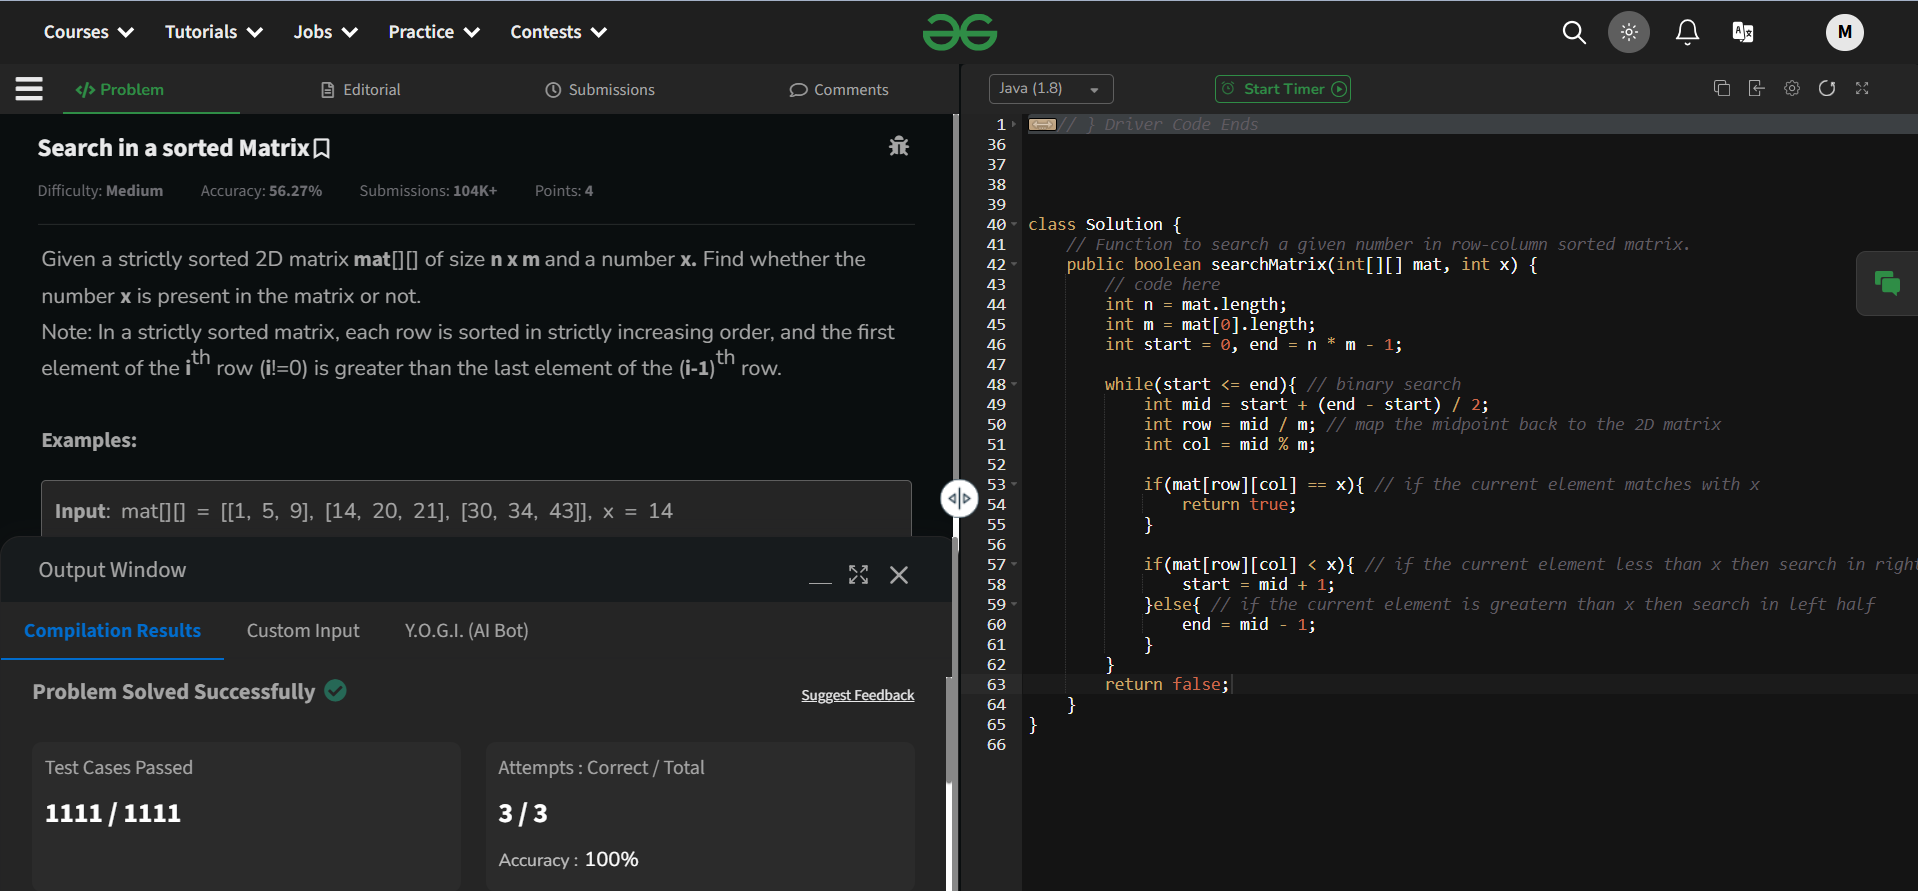 Courses Tutorials Jobs Practice Contests
M
Problem Editorial Submissions Comments
Search in a sorted Matrix
Difficulty: Medium Accuracy: 56.27% Submissions: 104K+ Points: 4
Given a strictly sorted 2D matrix mat[][] of size n x m and a number x. Find whether the
number x is present in the matrix or not.
Note: In a strictly sorted matrix, each row is sorted in strictly increasing order, and the first
element of the ith row (i!=0) is greater than the last element of the (i-1)th row.
Examples:
Input: mat[][] = [[1, 5, 9], [14, 20, 21], [30, 34, 43]], x = 14
Output Window
Compilation Results Custom Input Y.O.G.I. (AI Bot)
Problem Solved Successfully
Suggest Feedback
Test Cases Passed
1111 / 1111
Attempts : Correct / Total
3 / 3
Accuracy : 100%
Java (1.8) Start Timer
1 // } Driver Code Ends
36
37
38
39
40 class Solution {
41 // Function to search a given number in row-column sorted matrix.
42 public boolean searchMatrix(int[][] mat, int x) {
43 // code here
44 int n = mat.length;
45 int m = mat[0].length;
46 int start = 0, end = n * m - 1;
47
48 while(start <= end){ // binary search
49 int mid = start + (end - start) / 2;
50 int row = mid / m; // map the midpoint back to the 2D matrix
51 int col = mid % m;
52
53 if(mat[row][col] == x){ // if the current element matches with x
54 return true;
55 }
56
57 if(mat[row][col] < x){ // if the current element less than x then search in right
58 start = mid + 1;
59 }else{ // if the current element is greatern than x then search in left half
60 end = mid - 1;
61 }
62 }
63 return false;
64 }
65 }
66